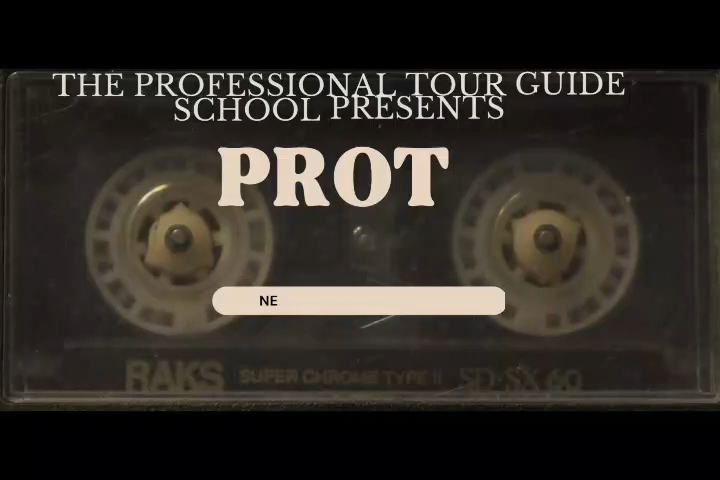 THE PROFESSIONAL TOUR GUIDE
SCHOOL PRESENTS
PROT
NE
RAKS SUPER CHROME TYPE II SD-SX 60